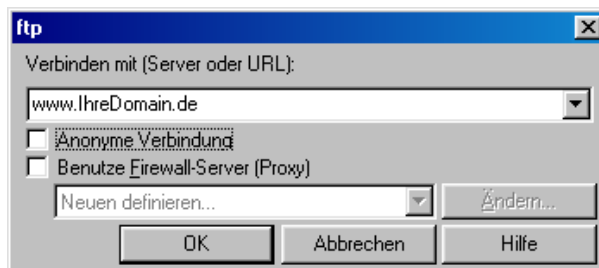 ftp
Verbinden mit (Server oder URL):
www.IhreDomain.de
Anonyme Verbindung
Benutze Firewall-Server (Proxy)
Neuen definieren... Ändern...
OK Abbrechen Hilfe